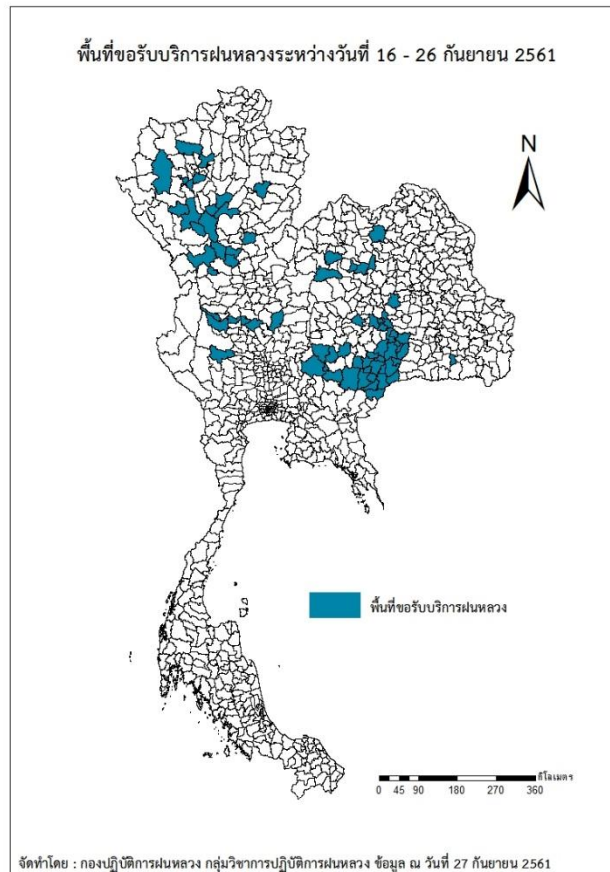 พื้นที่ขอรับบริการฝนหลวงระหว่างวันที่ 16 - 26 กันยายน 2561
N
พื้นที่ขอรับบริการฝนหลวง
กิโลเมตร
0 45 90 180 270 360
จัดทำโดย : กองปฏิบัติการฝนหลวง กลุ่มวิชาการปฏิบัติการฝนหลวง ข้อมูล ณ วันที่ 27 กันยายน 2561